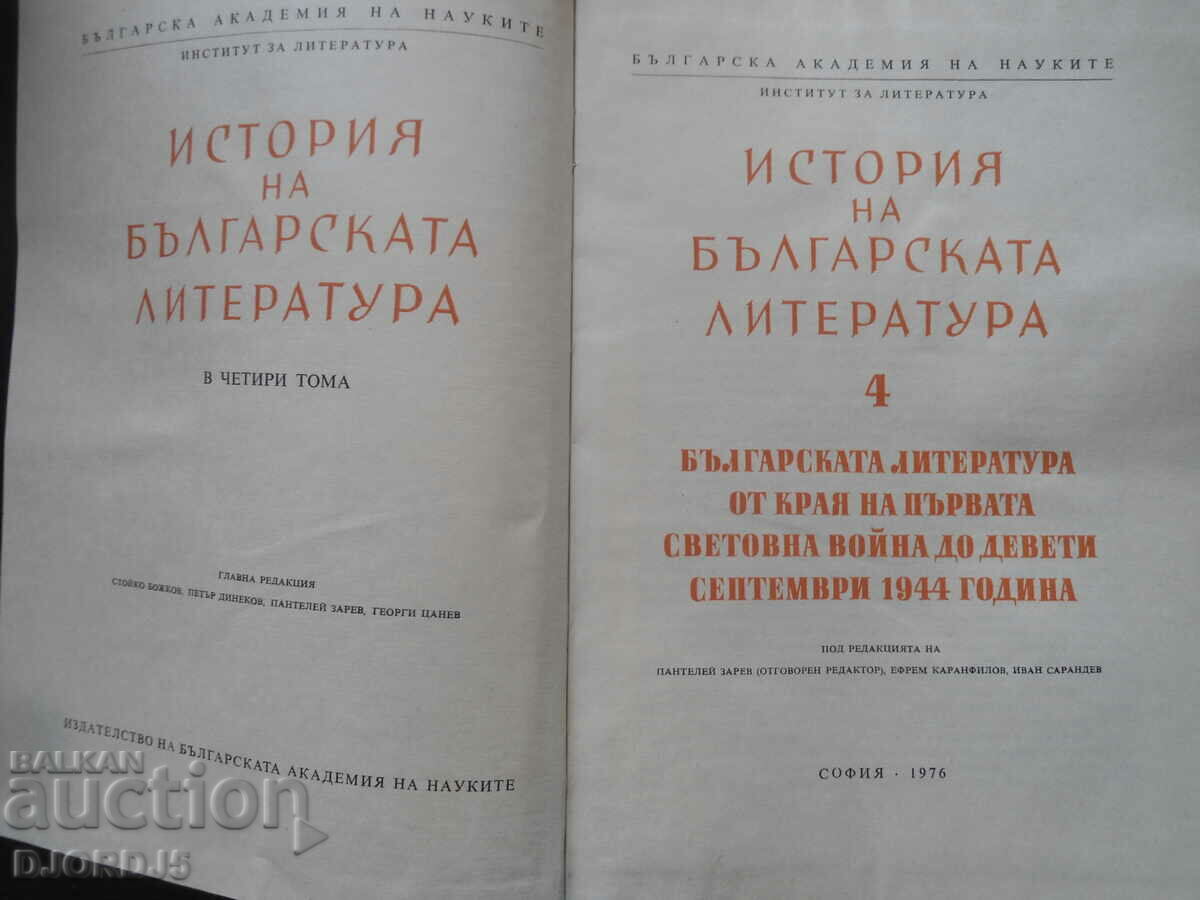 БЪЛГАРСКА АКАДЕМИЯ НА НАУКИТЕ
ИНСТИТУТ ЗА ЛИТЕРАТУРА
ИСТОРИЯ
НА
БЪЛГАРСКАТА
ЛИТЕРАТУРА
В ЧЕТИРИ ТОМА
ГЛАВНА РЕДАКЦИЯ
СТОЙКО БОЖКОВ, ПЕТЪР ДИНЕКОВ, ПАНТЕЛЕЙ ЗАРЕВ, ГЕОРГИ ЦАНЕВ
ИЗДАТЕЛСТВО НА БЪЛГАРСКАТА АКАДЕМИЯ НА НАУКИТЕ
БЪЛГАРСКА АКАДЕМИЯ НА НАУКИТЕ
ИНСТИТУТ ЗА ЛИТЕРАТУРА
ИСТОРИЯ
НА
БЪЛГАРСКАТА
ЛИТЕРАТУРА
4
БЪЛГАРСКАТА ЛИТЕРАТУРА
ОТ КРАЯ НА ПЪРВАТА
СВЕТОВНА ВОЙНА ДО ДЕВЕТИ
СЕПТЕМВРИ 1944 ГОДИНА
ПОД РЕДАКЦИЯТА НА
ПАНТЕЛЕЙ ЗАРЕВ (ОТГОВОРЕН РЕДАКТОР), ЕФРЕМ КАРАНФИЛОВ, ИВАН САРАНДЕВ
СОФИЯ · 1976
BALKAN
auction
DJORDJ5